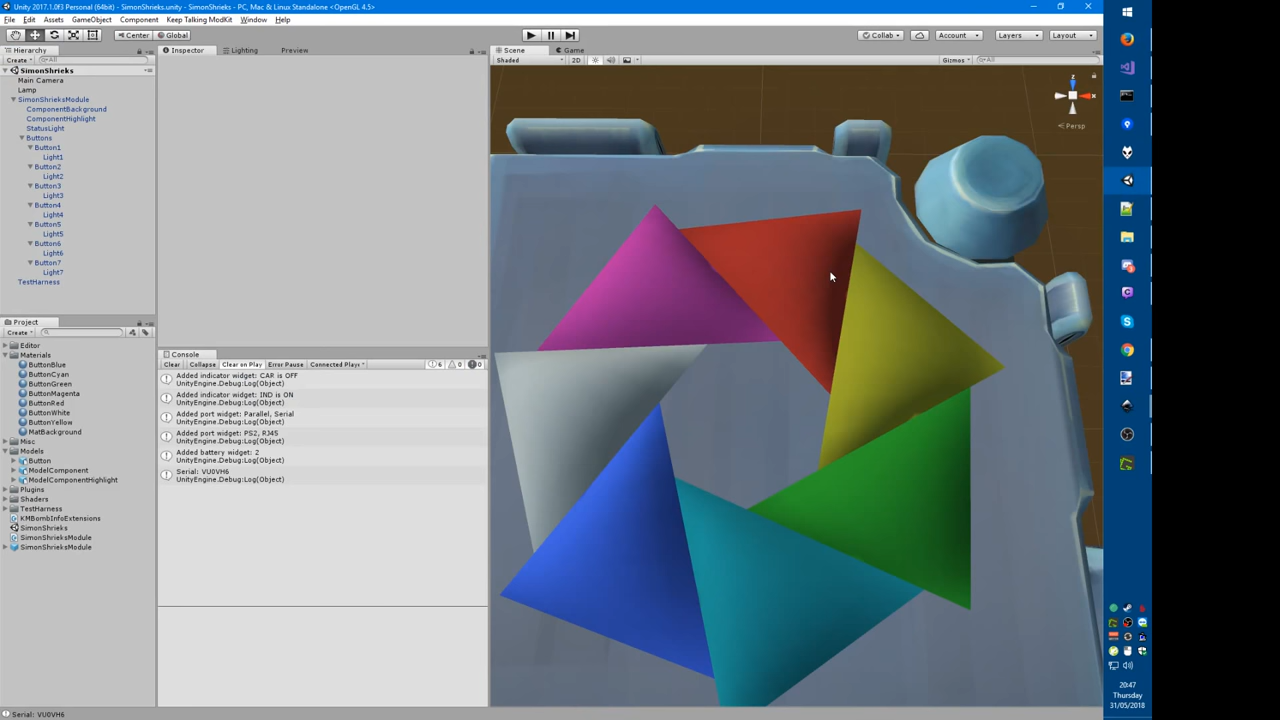 Unity 2017.1.0f3 Personal (64bit) - SimonShrieks.unity - SimonShrieks - PC, Mac & Linux Standalone <OpenGL 4.5>
File Edit Assets GameObject Component Keep Talking ModKit Window Help
Center Global Collab Account Layers Layout
Hierarchy
Create All
SimonShrieks
Main Camera
Lamp
SimonShrieksModule
ComponentBackground
ComponentHighlight
StatusLight
Buttons
Button1
Light1
Button2
Light2
Button3
Light3
Button4
Light4
Button5
Light5
Button6
Light6
Button7
Light7
TestHarness
Project
Create
Editor
Materials
ButtonBlue
ButtonCyan
ButtonGreen
ButtonMagenta
ButtonRed
ButtonWhite
ButtonYellow
MatBackground
Misc
Models
Button
ModelComponent
ModelComponentHighlight
Plugins
Shaders
TestHarness
KMBombInfoExtensions
SimonShrieks
SimonShrieksModule
SimonShrieksModule
Inspector Lighting Preview
Console
Clear Collapse Clear on Play Error Pause Connected Player 6 0 0
Added indicator widget: CAR is OFF
UnityEngine.Debug:Log(Object)
Added indicator widget: IND is ON
UnityEngine.Debug:Log(Object)
Added port widget: Parallel, Serial
UnityEngine.Debug:Log(Object)
Added port widget: PS2, RJ45
UnityEngine.Debug:Log(Object)
Added battery widget: 2
UnityEngine.Debug:Log(Object)
Serial: VU0VH6
UnityEngine.Debug:Log(Object)
Scene Game
Shaded 2D Gizmos All
z
x
Persp
20:47
Thursday
31/05/2018
Serial: VU0VH6